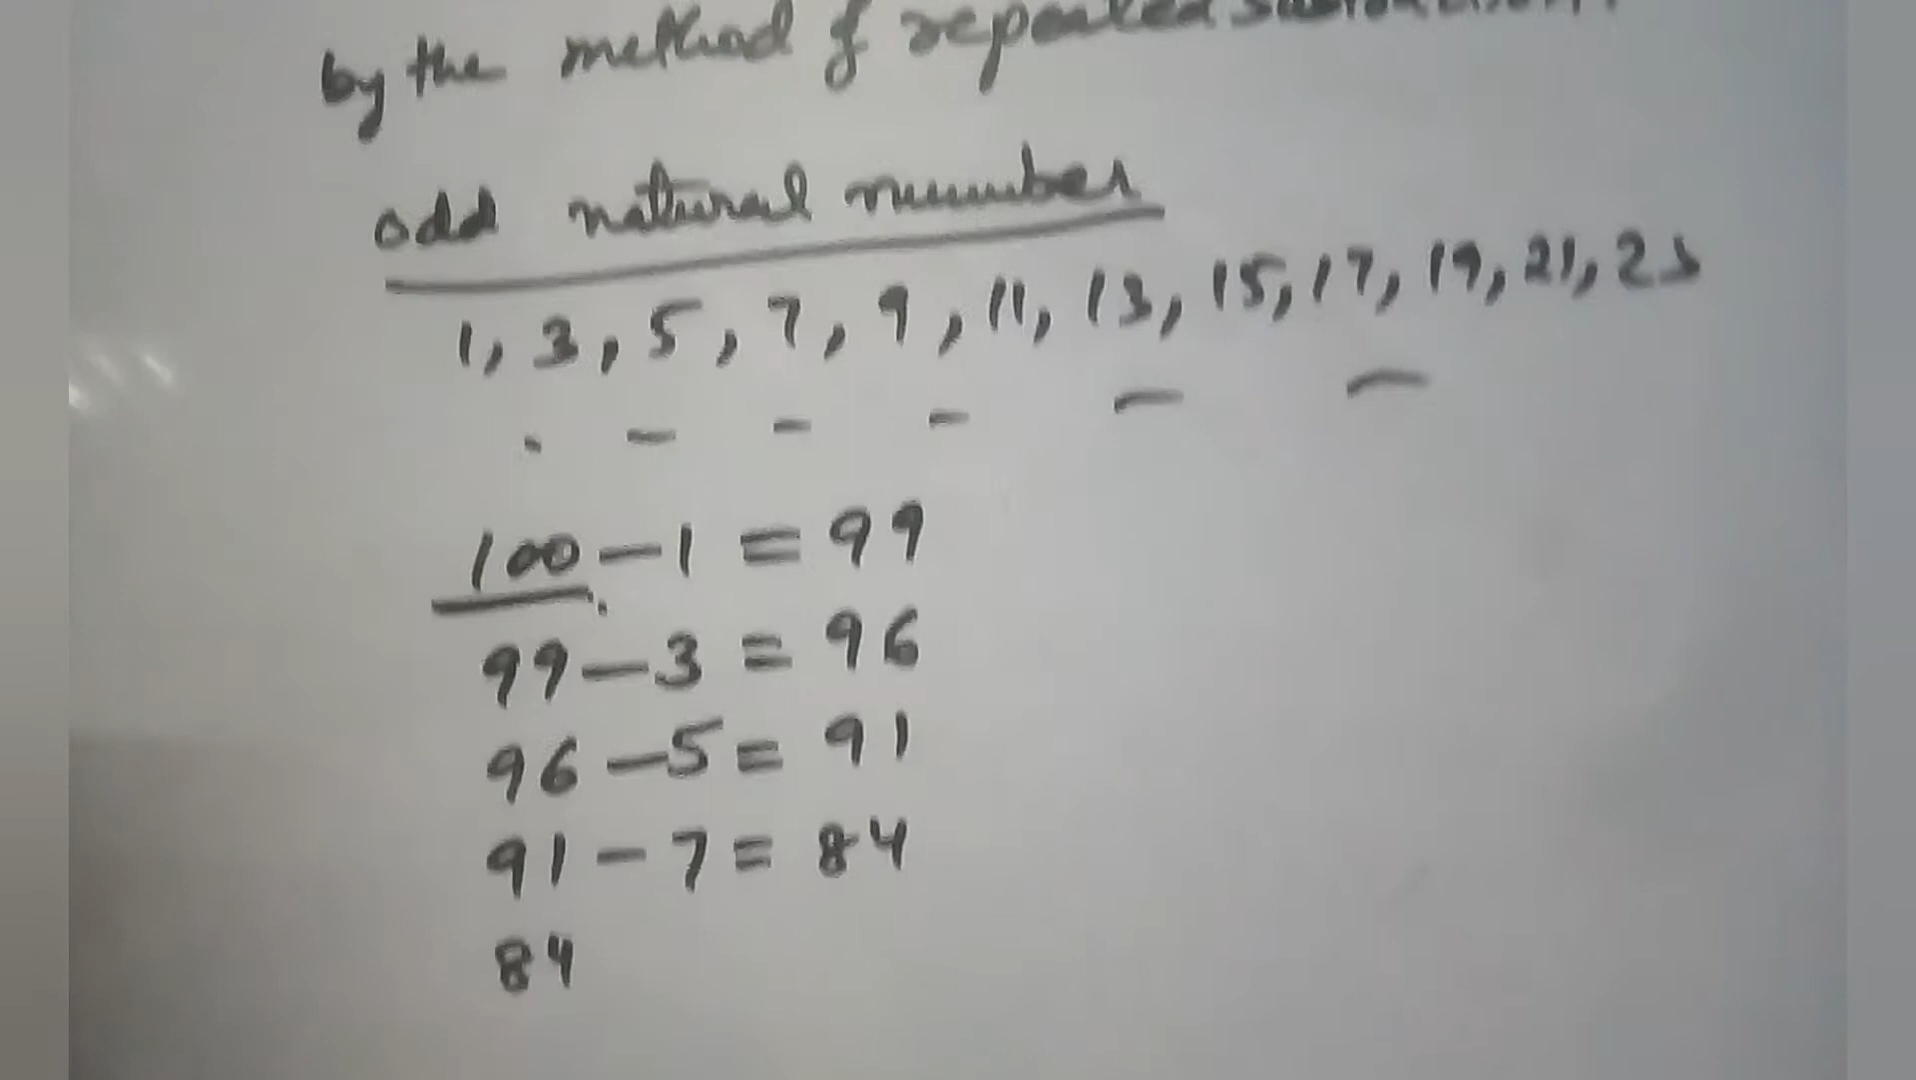 by the method of repeated
odd natural number
1, 3, 5, 7, 9, 11, 13, 15, 17, 19, 21, 23
. - - - - -
100 - 1 = 99
99 - 3 = 96
96 - 5 = 91
91 - 7 = 84
84